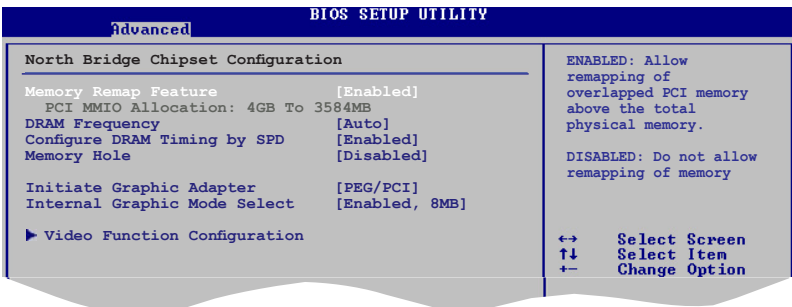 BIOS SETUP UTILITY
Advanced
North Bridge Chipset Configuration
Memory Remap Feature [Enabled]
PCI MMIO Allocation: 4GB To 3584MB
DRAM Frequency [Auto]
Configure DRAM Timing by SPD [Enabled]
Memory Hole [Disabled]
Initiate Graphic Adapter [PEG/PCI]
Internal Graphic Mode Select [Enabled, 8MB]
Video Function Configuration
ENABLED: Allow
remapping of
overlapped PCI memory
above the total
physical memory.
DISABLED: Do not allow
remapping of memory
←→ Select Screen
↑↓ Select Item
+- Change Option